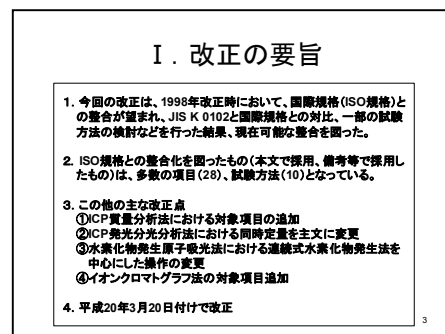 Ⅰ．改正の要旨
1．今回の改正は、1998年改正時において、国際規格(ISO規格)と
の整合が望まれ、JIS K 0102と国際規格との対比、一部の試験
方法の検討などを行った結果、現在可能な整合を図った。
2．ISO規格との整合化を図ったもの(本文で採用、備考等で採用し
たもの)は、多数の項目(28)、試験方法(10)となっている。
3．この他の主な改正点
①ICP質量分析法における対象項目の追加
②ICP発光分光分析法における同時定量を主文に変更
③水素化物発生原子吸光法における連続式水素化物発生法を
中心にした操作の変更
④イオンクロマトグラフ法の対象項目追加
4．平成20年3月20日付けで改正
3